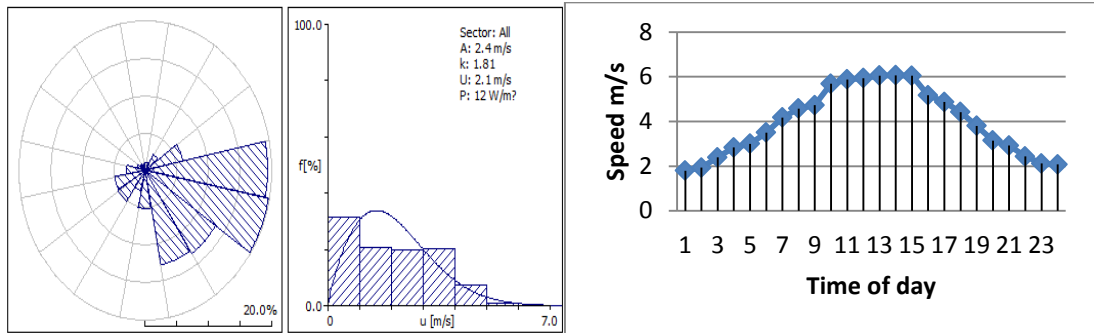 20.0%
100.0
Sector: All
A: 2.4 m/s
k: 1.81
U: 2.1 m/s
P: 12 W/m?
f[%]
0.0
0
u [m/s]
7.0
8
6
4
2
0
Speed m/s
1 3 5 7 9 11 13 15 17 19 21 23
Time of day